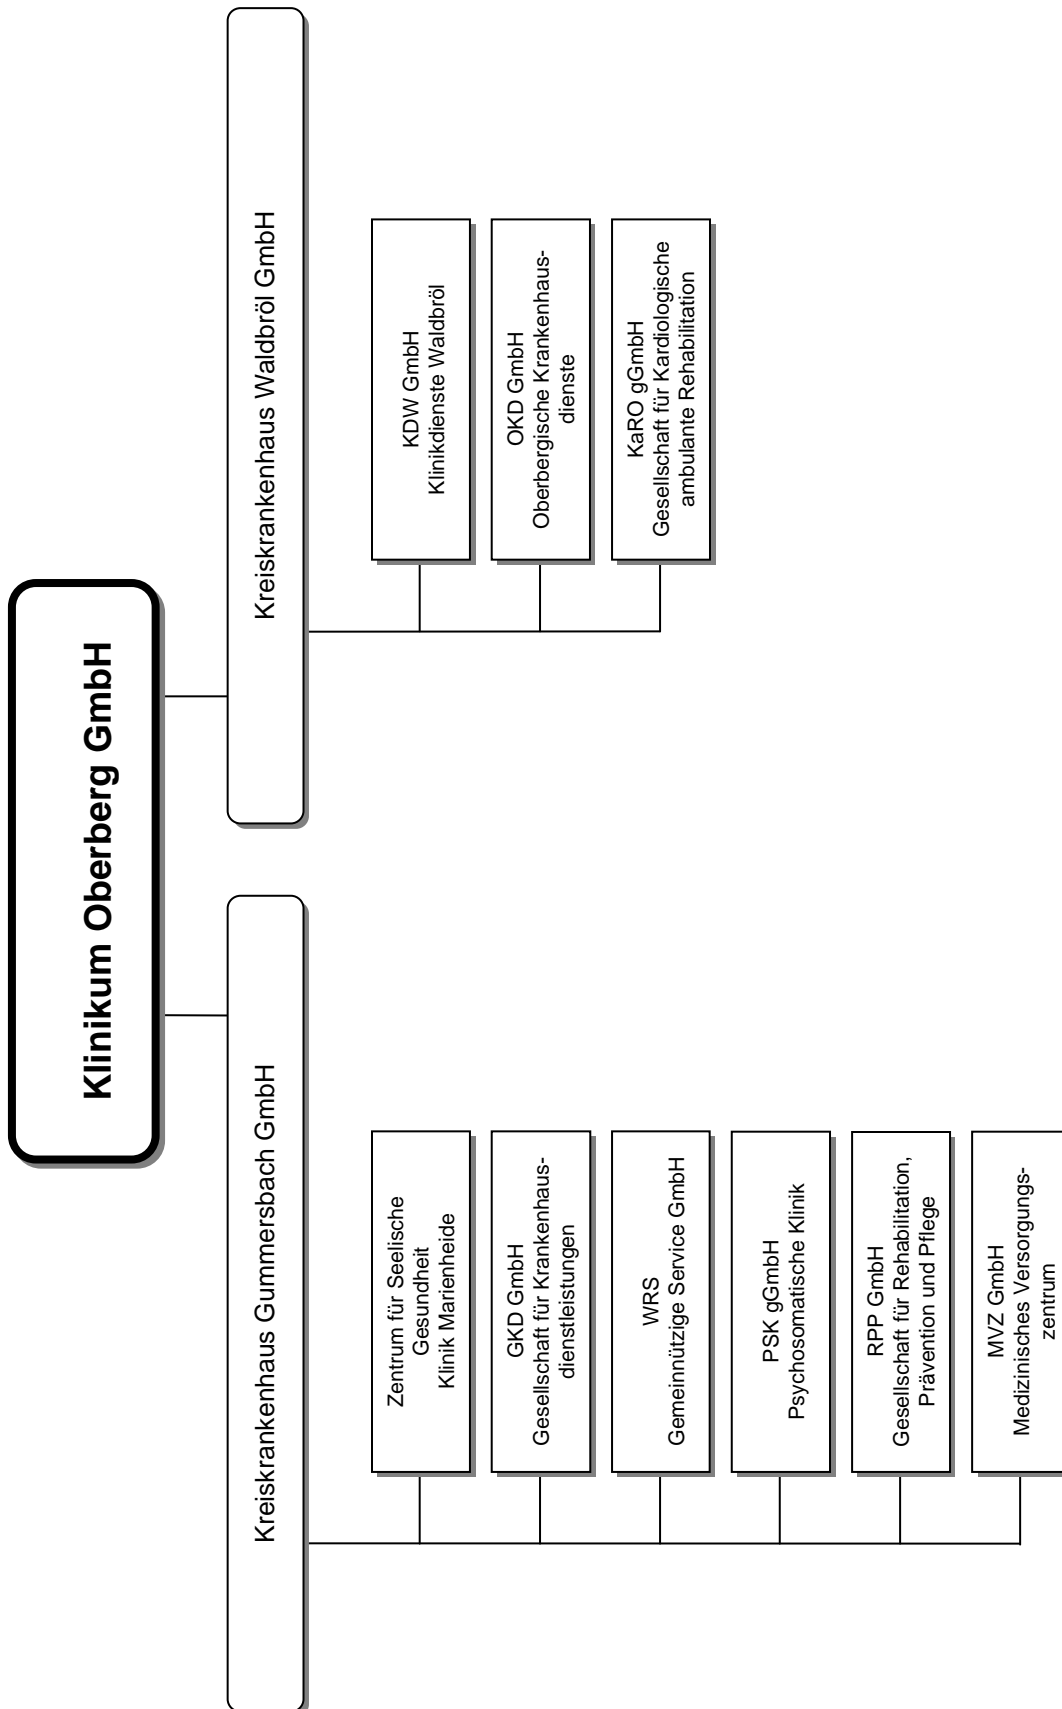 Klinikum Oberberg GmbH
Kreiskrankenhaus Gummersbach GmbH
Kreiskrankenhaus Waldbröl GmbH
Zentrum für Seelische
Gesundheit
Klinik Marienheide
GKD GmbH
Gesellschaft für Krankenhaus-
dienstleistungen
WRS
Gemeinnützige Service GmbH
PSK gGmbH
Psychosomatische Klinik
RPP GmbH
Gesellschaft für Rehabilitation,
Prävention und Pflege
MVZ GmbH
Medizinisches Versorgungs-
zentrum
KDW GmbH
Klinikdienste Waldbröl
OKD GmbH
Oberbergische Krankenhaus-
dienste
KaRO gGmbH
Gesellschaft für Kardiologische
ambulante Rehabilitation